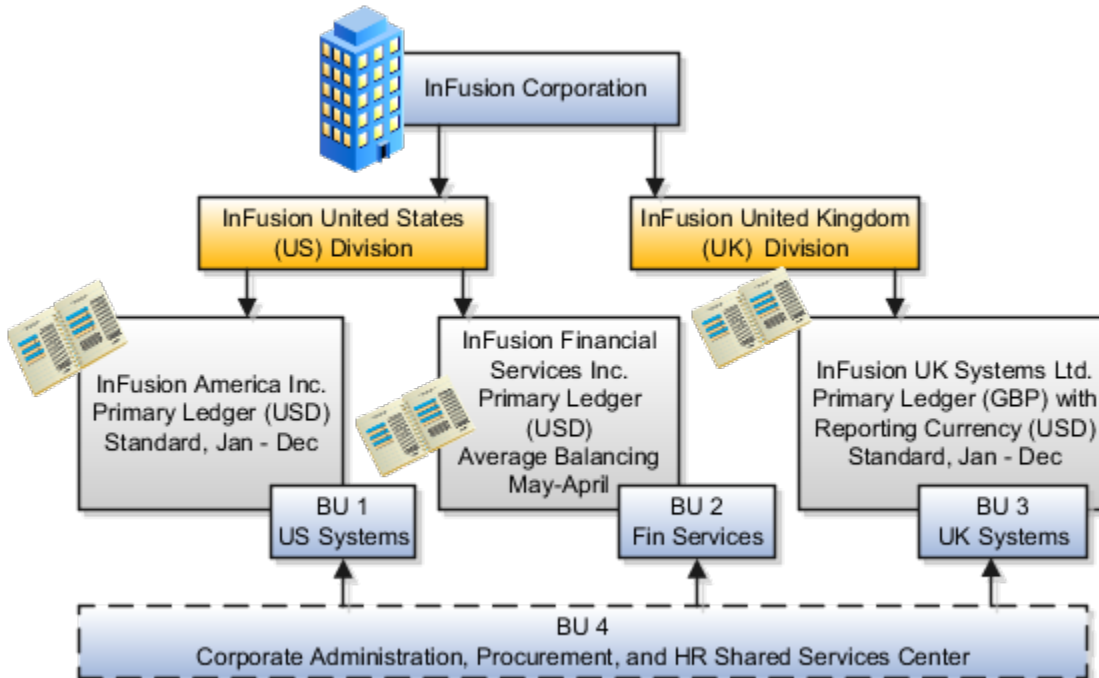 InFusion Corporation
InFusion United States
(US) Division
InFusion United Kingdom
(UK) Division
InFusion America Inc.
Primary Ledger (USD)
Standard, Jan - Dec
InFusion Financial
Services Inc.
Primary Ledger
(USD)
Average Balancing
May-April
InFusion UK Systems Ltd.
Primary Ledger (GBP) with
Reporting Currency (USD)
Standard, Jan - Dec
BU 1
US Systems
BU 2
Fin Services
BU 3
UK Systems
BU 4
Corporate Administration, Procurement, and HR Shared Services Center